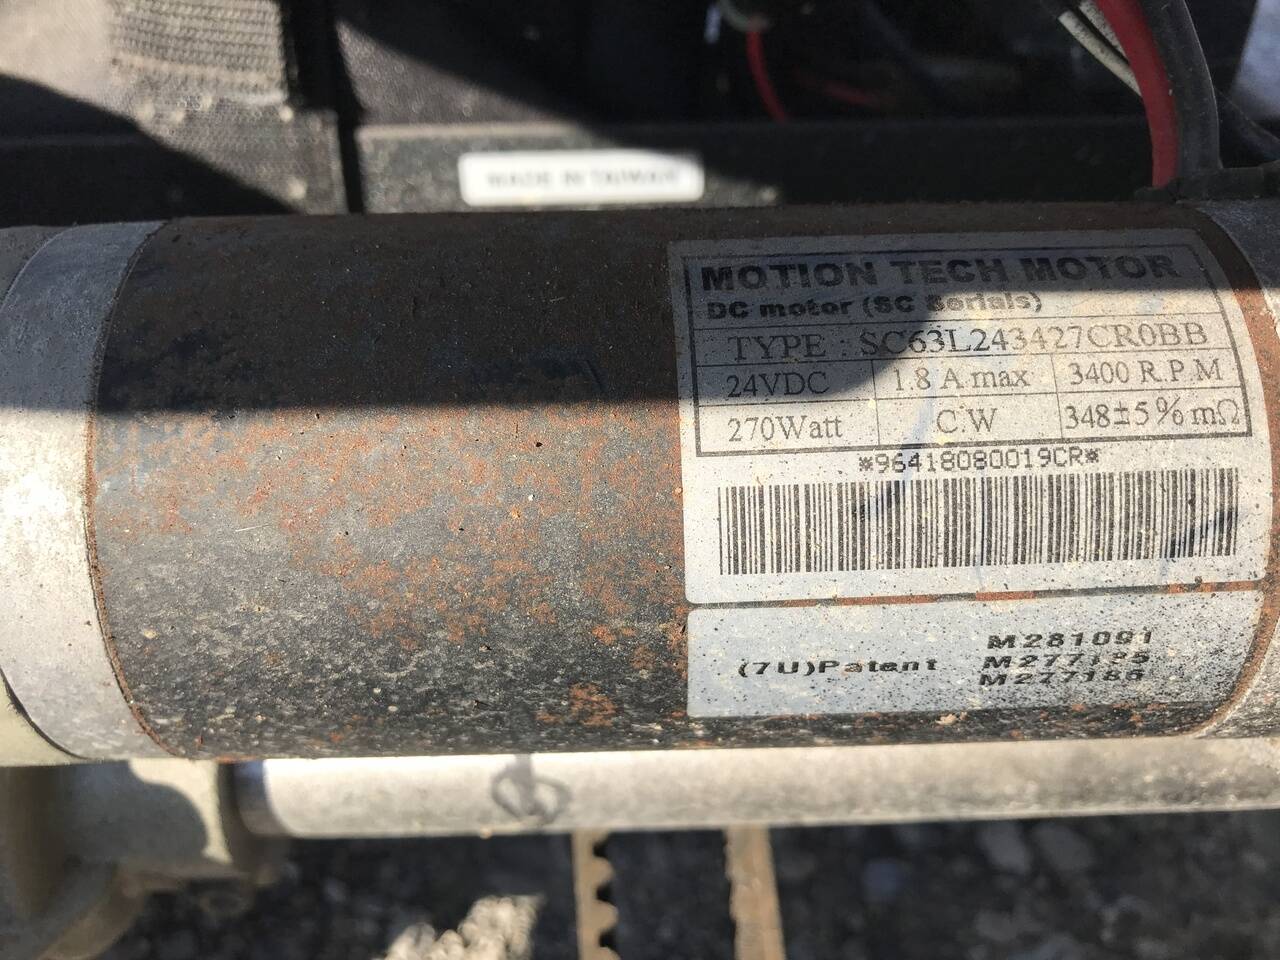 MADE IN TAIWAN
MOTION TECH MOTOR
DC motor (SC Serials)
TYPE : SC63L243427CR0BB
24VDC 1.8 A max 3400 R.P.M
270Watt C.W 348±5% mΩ
*96418080019CR*
(7U)Patent M281091
M277125
M277185